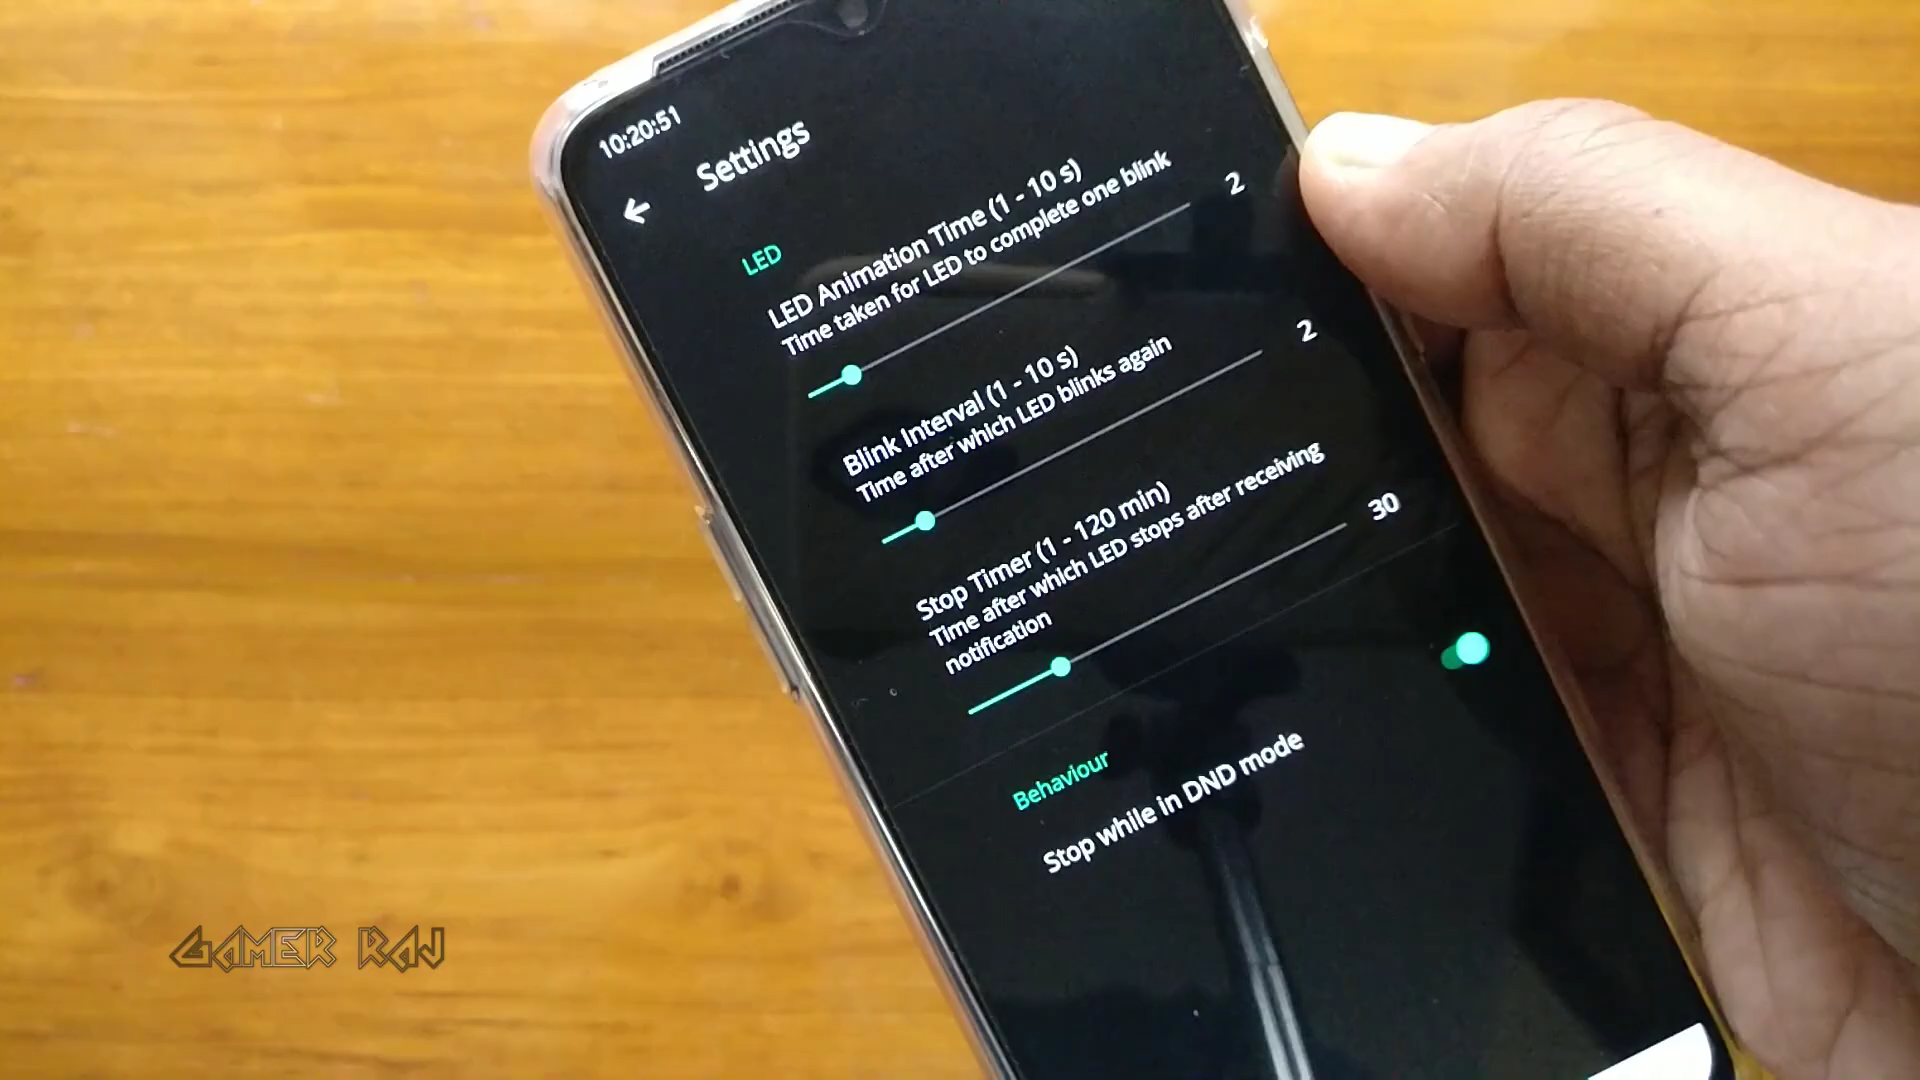 10:20:51
Settings
LED
LED Animation Time (1 - 10 s)
Time taken for LED to complete one blink
2
Blink Interval (1 - 10 s)
Time after which LED blinks again
2
Stop Timer (1 - 120 min)
Time after which LED stops after receiving
notification
30
Behaviour
Stop while in DND mode
GAMER RAJ